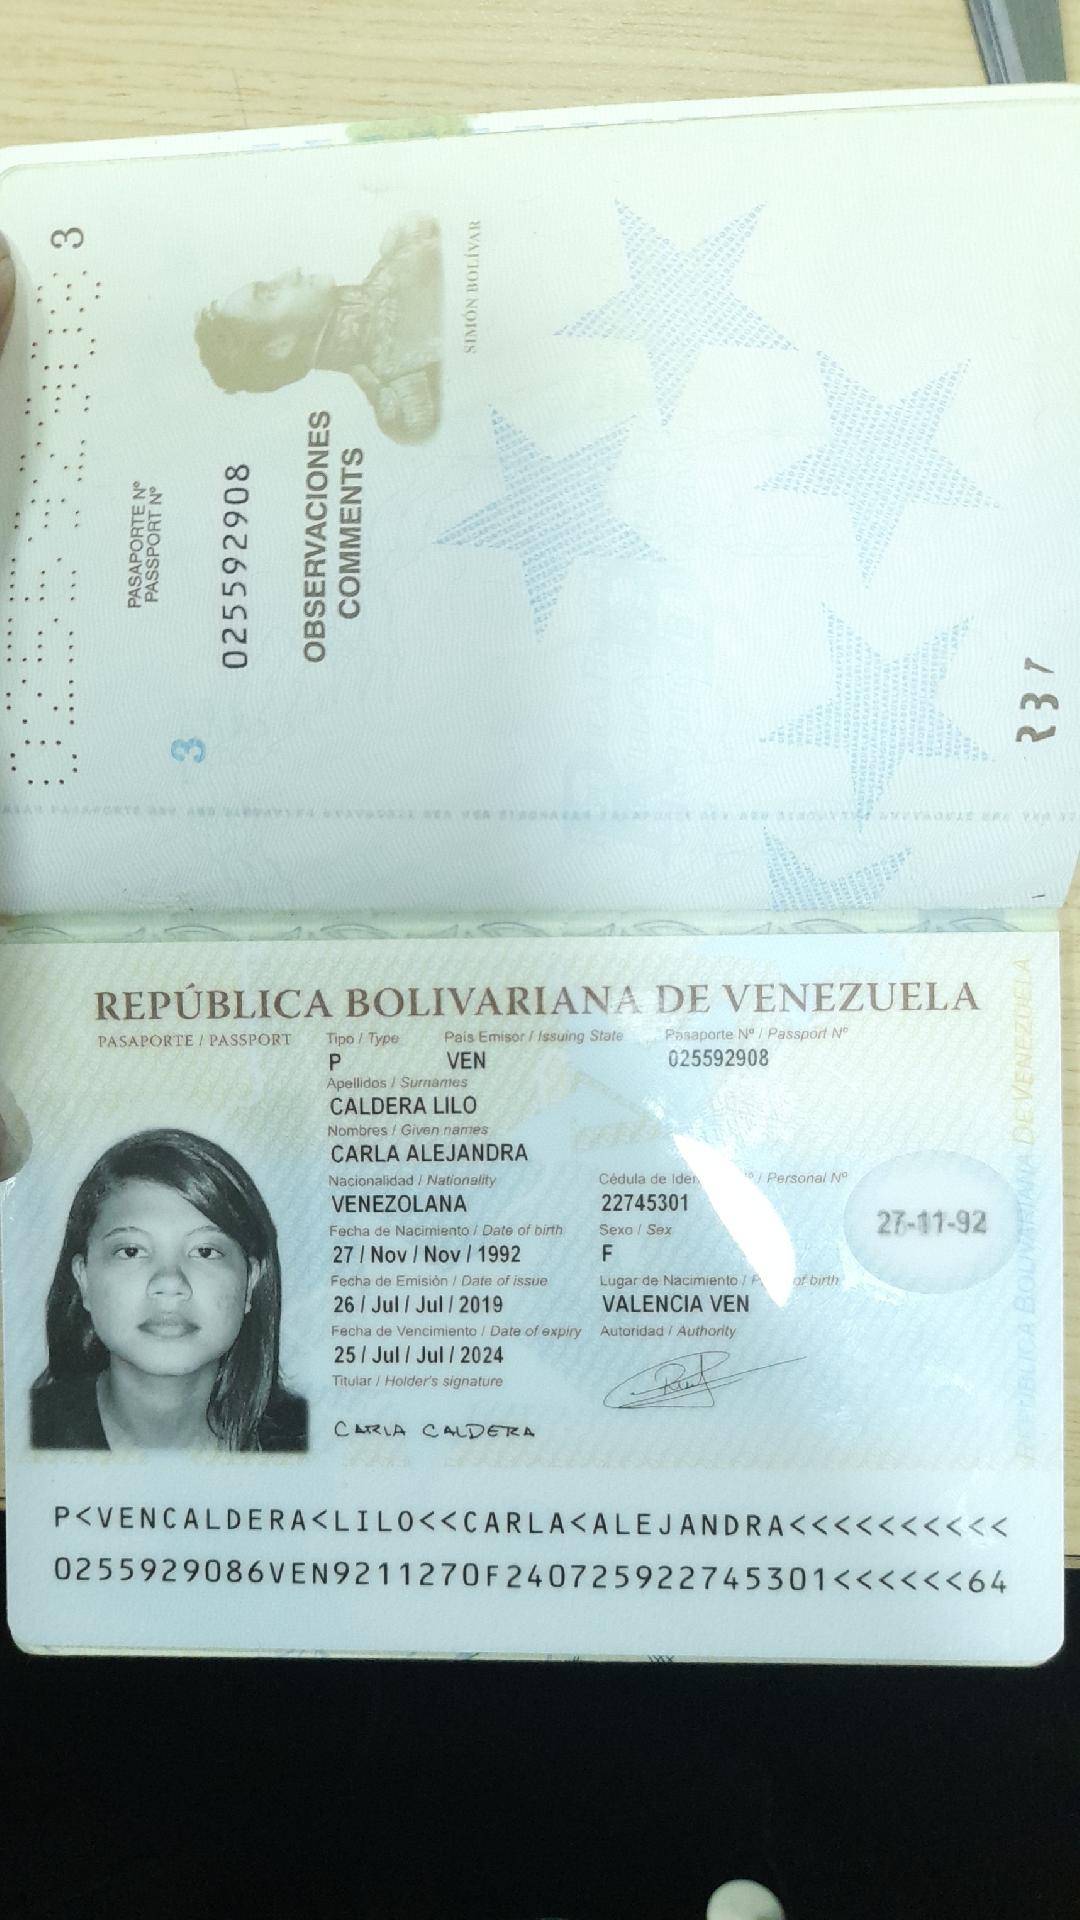 3
PASAPORTE Nº
PASSPORT Nº
025592908
3
OBSERVACIONES
COMMENTS
SIMÓN BOLÍVAR
REPÚBLICA BOLIVARIANA DE VENEZUELA
PASAPORTE / PASSPORT
Tipo / Type País Emisor / Issuing State Pasaporte Nº / Passport Nº
P VEN 025592908
Apellidos / Surnames
CALDERA LILO
Nombres / Given names
CARLA ALEJANDRA
Nacionalidad / Nationality Cédula de / Personal Nº
VENEZOLANA 22745301
Fecha de Nacimiento / Date of birth Sexo / Sex
27 / Nov / Nov / 1992 F
27-11-92
Fecha de Emisión / Date of issue Lugar de Nacimiento / of birth
26 / Jul / Jul / 2019 VALENCIA VEN
Fecha de Vencimiento / Date of expiry Autoridad / Authority
25 / Jul / Jul / 2024
Titular / Holder's signature
CARLA CALDERA
REPÚBLICA BOLIVARIANA DE VENEZUELA
P<VENCALDERA<LILO<<CARLA<ALEJANDRA<<<<<<<<<<
0255929086VEN9211270F240725922745301<<<<<<64